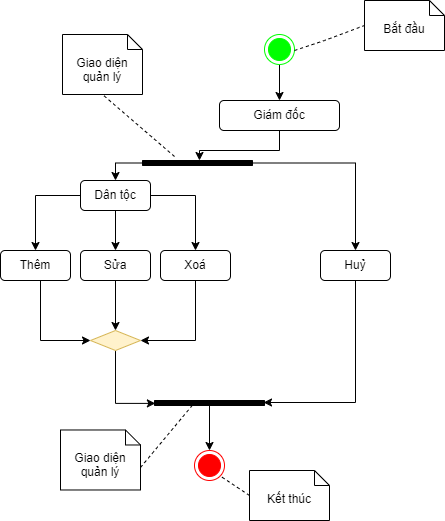 Bắt đầu
Giao diện
quản lý
Giám đốc
Dân tộc
Thêm
Sửa
Xoá
Huỷ
Giao diện
quản lý
Kết thúc